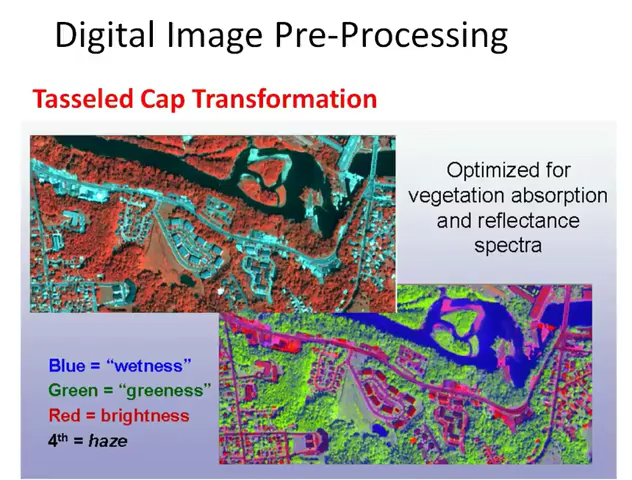 Digital Image Pre-Processing
Tasseled Cap Transformation
Optimized for
vegetation absorption
and reflectance
spectra
Blue = “wetness”
Green = “greeness”
Red = brightness
4th = haze